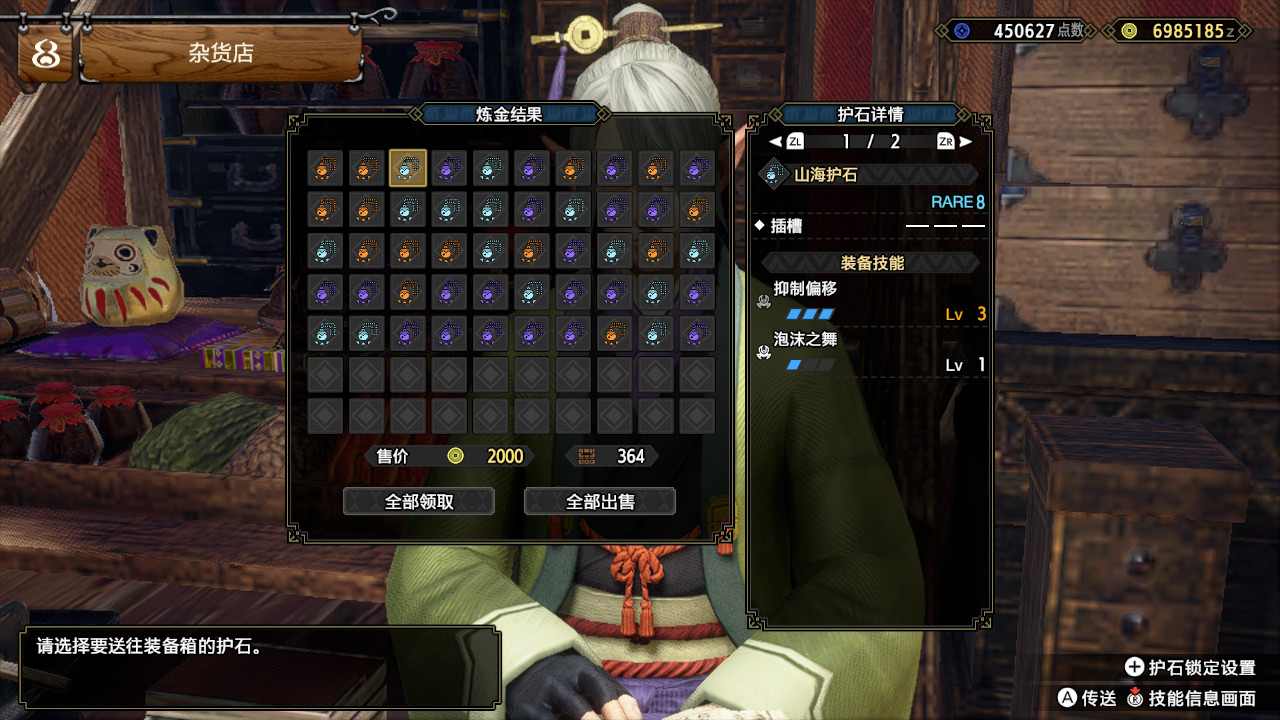 杂货店
450627点数
6985185z
炼金结果
售价 2000
364
全部领取
全部出售
护石详情
ZL 1 / 2 ZR
山海护石
RARE 8
插槽
装备技能
抑制偏移
Lv 3
泡沫之舞
Lv 1
请选择要送往装备箱的护石。
护石锁定设置
A 传送 R 技能信息画面